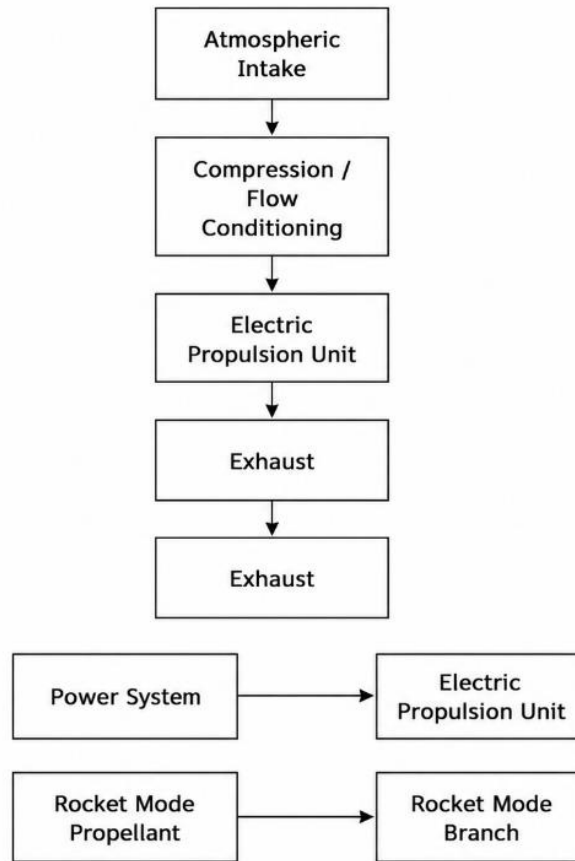 Atmospheric
Intake
Compression /
Flow
Conditioning
Electric
Propulsion Unit
Exhaust
Exhaust
Power System
Electric
Propulsion Unit
Rocket Mode
Propellant
Rocket Mode
Branch